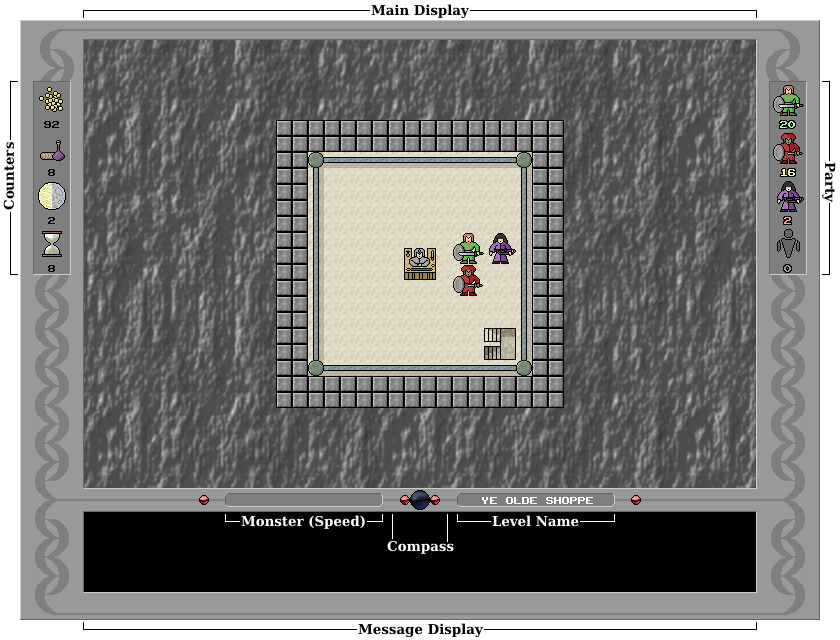 Main Display
Counters
92
8
2
8
20
16
2
0
Party
YE OLDE SHOPPE
Monster (Speed)
Level Name
Compass
Message Display